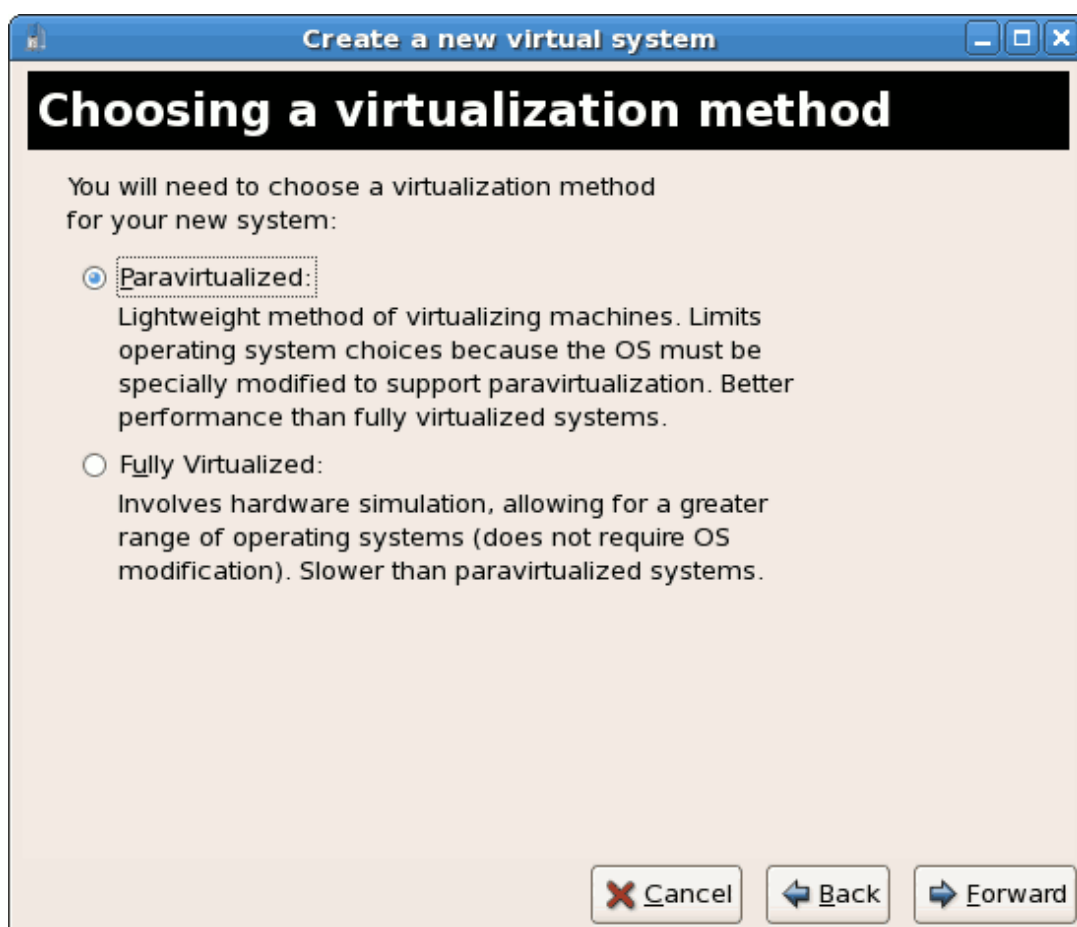 Create a new virtual system
Choosing a virtualization method
You will need to choose a virtualization method
for your new system:
Paravirtualized:
Lightweight method of virtualizing machines. Limits
operating system choices because the OS must be
specially modified to support paravirtualization. Better
performance than fully virtualized systems.
Fully Virtualized:
Involves hardware simulation, allowing for a greater
range of operating systems (does not require OS
modification). Slower than paravirtualized systems.
Cancel
Back
Forward